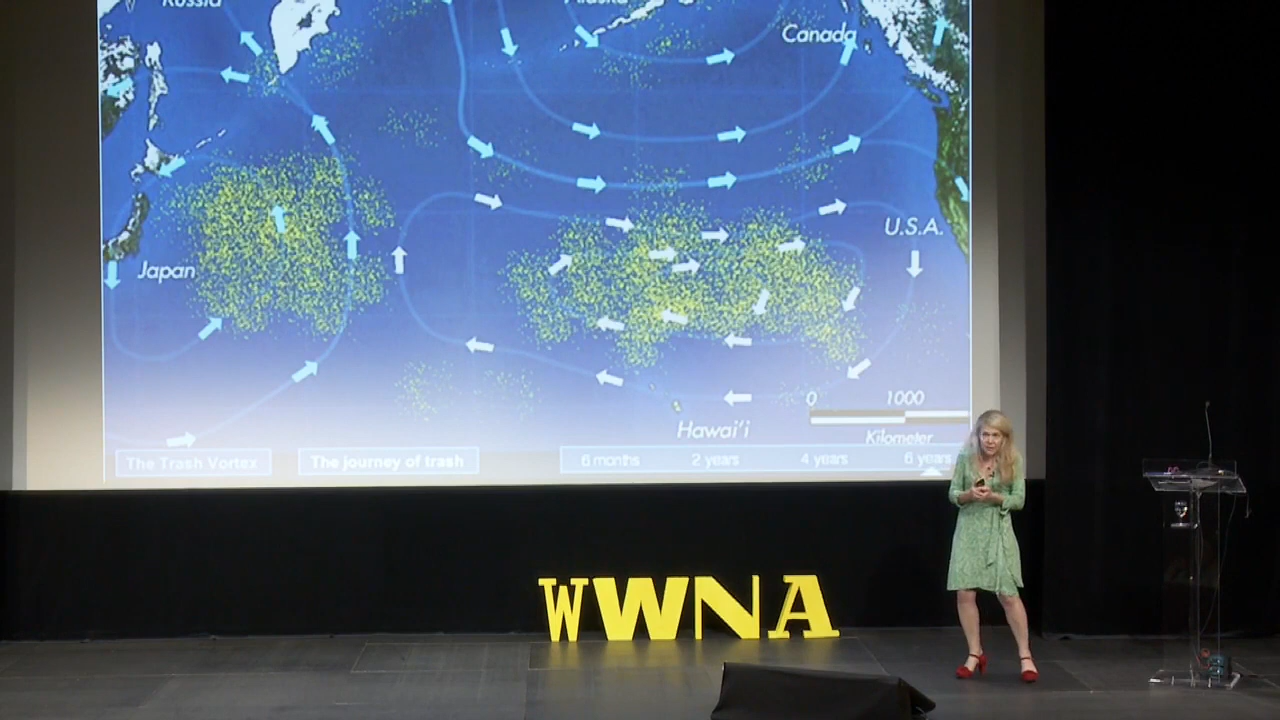 Russia
Alaska
Canada
U.S.A.
Japan
0 1000
Kilometer
Hawai'i
The Trash Vortex
The journey of trash
6 months
2 years
4 years
6 years
WWNA